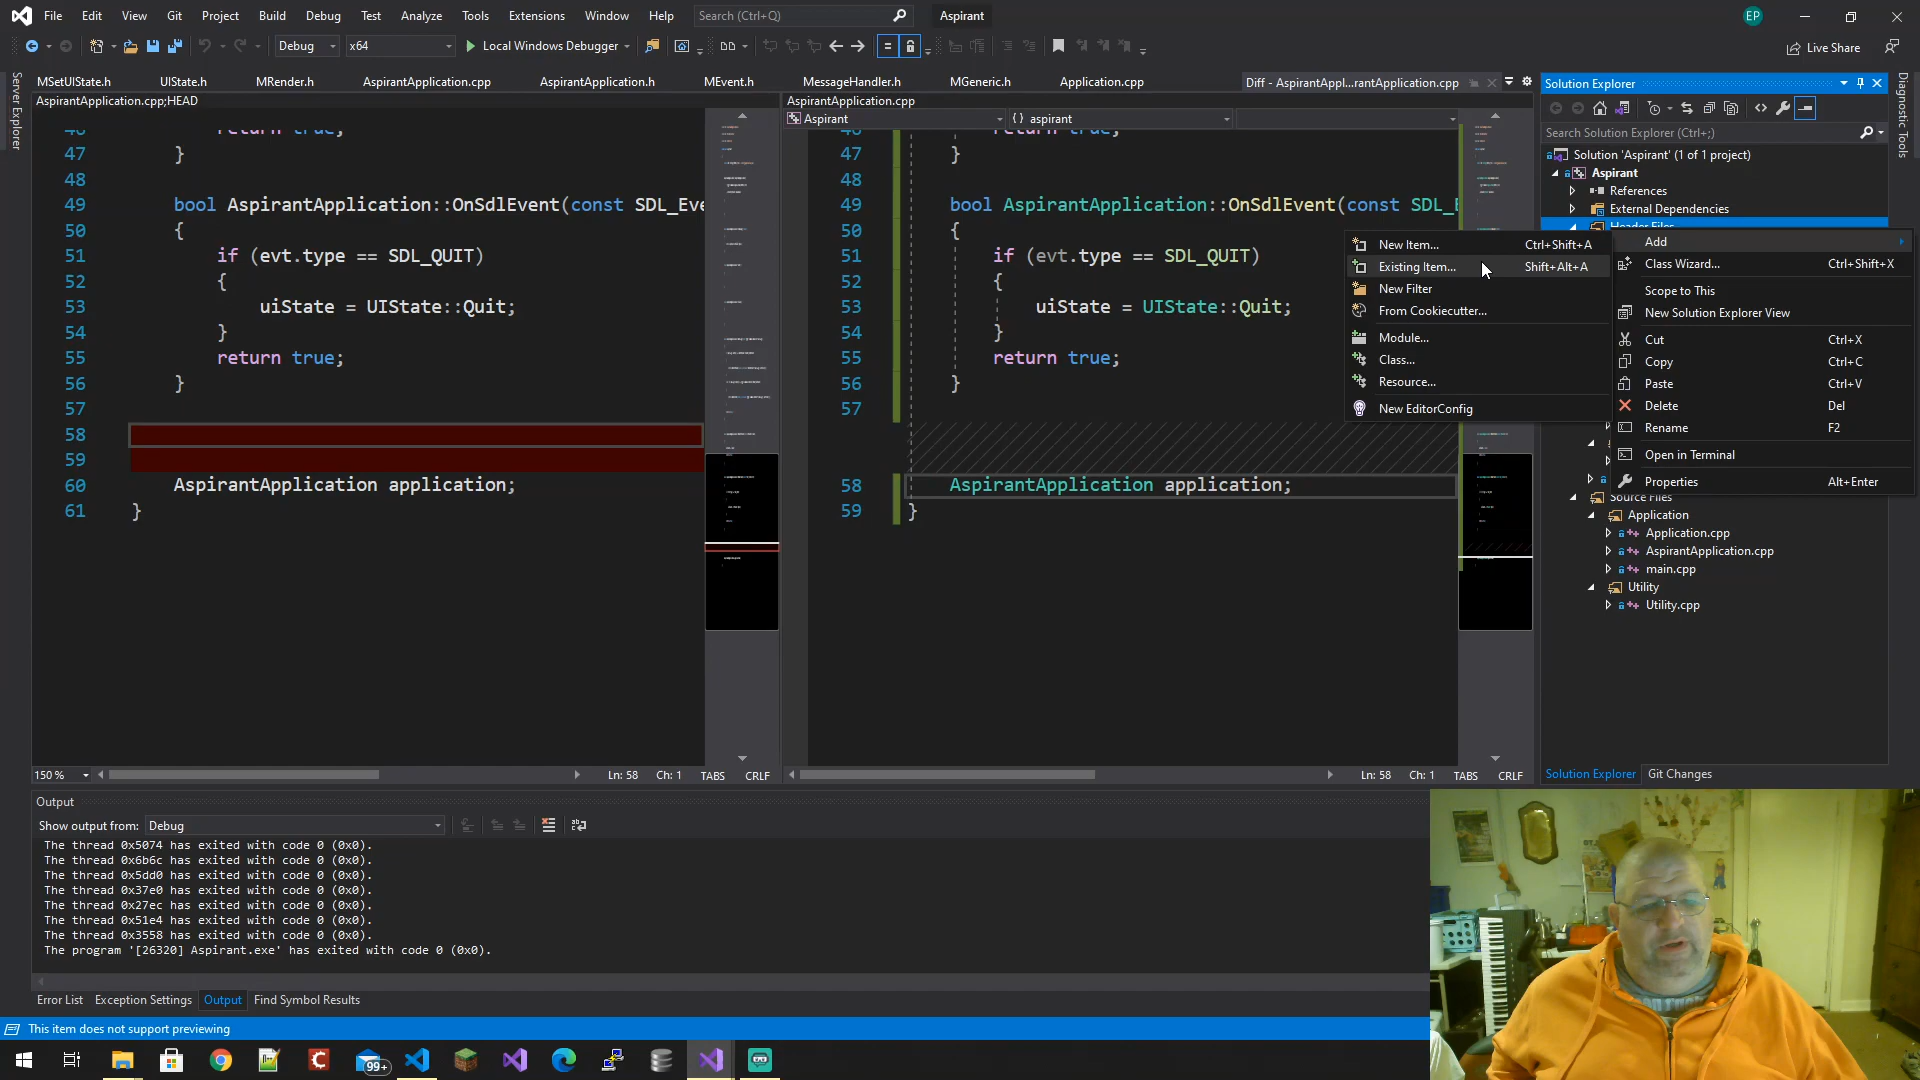 File Edit View Git Project Build Debug Test Analyze Tools Extensions Window Help Search (Ctrl+Q) Aspirant EP
Debug x64 Local Windows Debugger Live Share
Server Explorer
MSetUIState.h UIState.h MRender.h AspirantApplication.cpp AspirantApplication.h MEvent.h MessageHandler.h MGeneric.h Application.cpp Diff - AspirantAppl...rantApplication.cpp
AspirantApplication.cpp;HEAD
46 return true;
47 }
48
49 bool AspirantApplication::OnSdlEvent(const SDL_Eve
50 {
51 if (evt.type == SDL_QUIT)
52 {
53 uiState = UIState::Quit;
54 }
55 return true;
56 }
57
58
59
60 AspirantApplication application;
61 }
150 % Ln: 58 Ch: 1 TABS CRLF
AspirantApplication.cpp
Aspirant {} aspirant
46 return true;
47 }
48
49 bool AspirantApplication::OnSdlEvent(const SDL_E
50 {
51 if (evt.type == SDL_QUIT)
52 {
53 uiState = UIState::Quit;
54 }
55 return true;
56 }
57
58 AspirantApplication application;
59 }
Ln: 58 Ch: 1 TABS CRLF
New Item... Ctrl+Shift+A
Existing Item... Shift+Alt+A
New Filter
From Cookiecutter...
Module...
Class...
Resource...
New EditorConfig
Solution Explorer
Search Solution Explorer (Ctrl+;)
Solution 'Aspirant' (1 of 1 project)
Aspirant
References
External Dependencies
Header Files
Add
Class Wizard... Ctrl+Shift+X
Scope to This
New Solution Explorer View
Cut Ctrl+X
Copy Ctrl+C
Paste Ctrl+V
Delete Del
Rename F2
Open in Terminal
Properties Alt+Enter
Source Files
Application
Application.cpp
AspirantApplication.cpp
main.cpp
Utility
Utility.cpp
Solution Explorer Git Changes
Diagnostic Tools
Output
Show output from: Debug
The thread 0x5074 has exited with code 0 (0x0).
The thread 0x6b6c has exited with code 0 (0x0).
The thread 0x5dd0 has exited with code 0 (0x0).
The thread 0x37e0 has exited with code 0 (0x0).
The thread 0x27ec has exited with code 0 (0x0).
The thread 0x51e4 has exited with code 0 (0x0).
The thread 0x3558 has exited with code 0 (0x0).
The program '[26320] Aspirant.exe' has exited with code 0 (0x0).
Error List Exception Settings Output Find Symbol Results
This item does not support previewing
99+